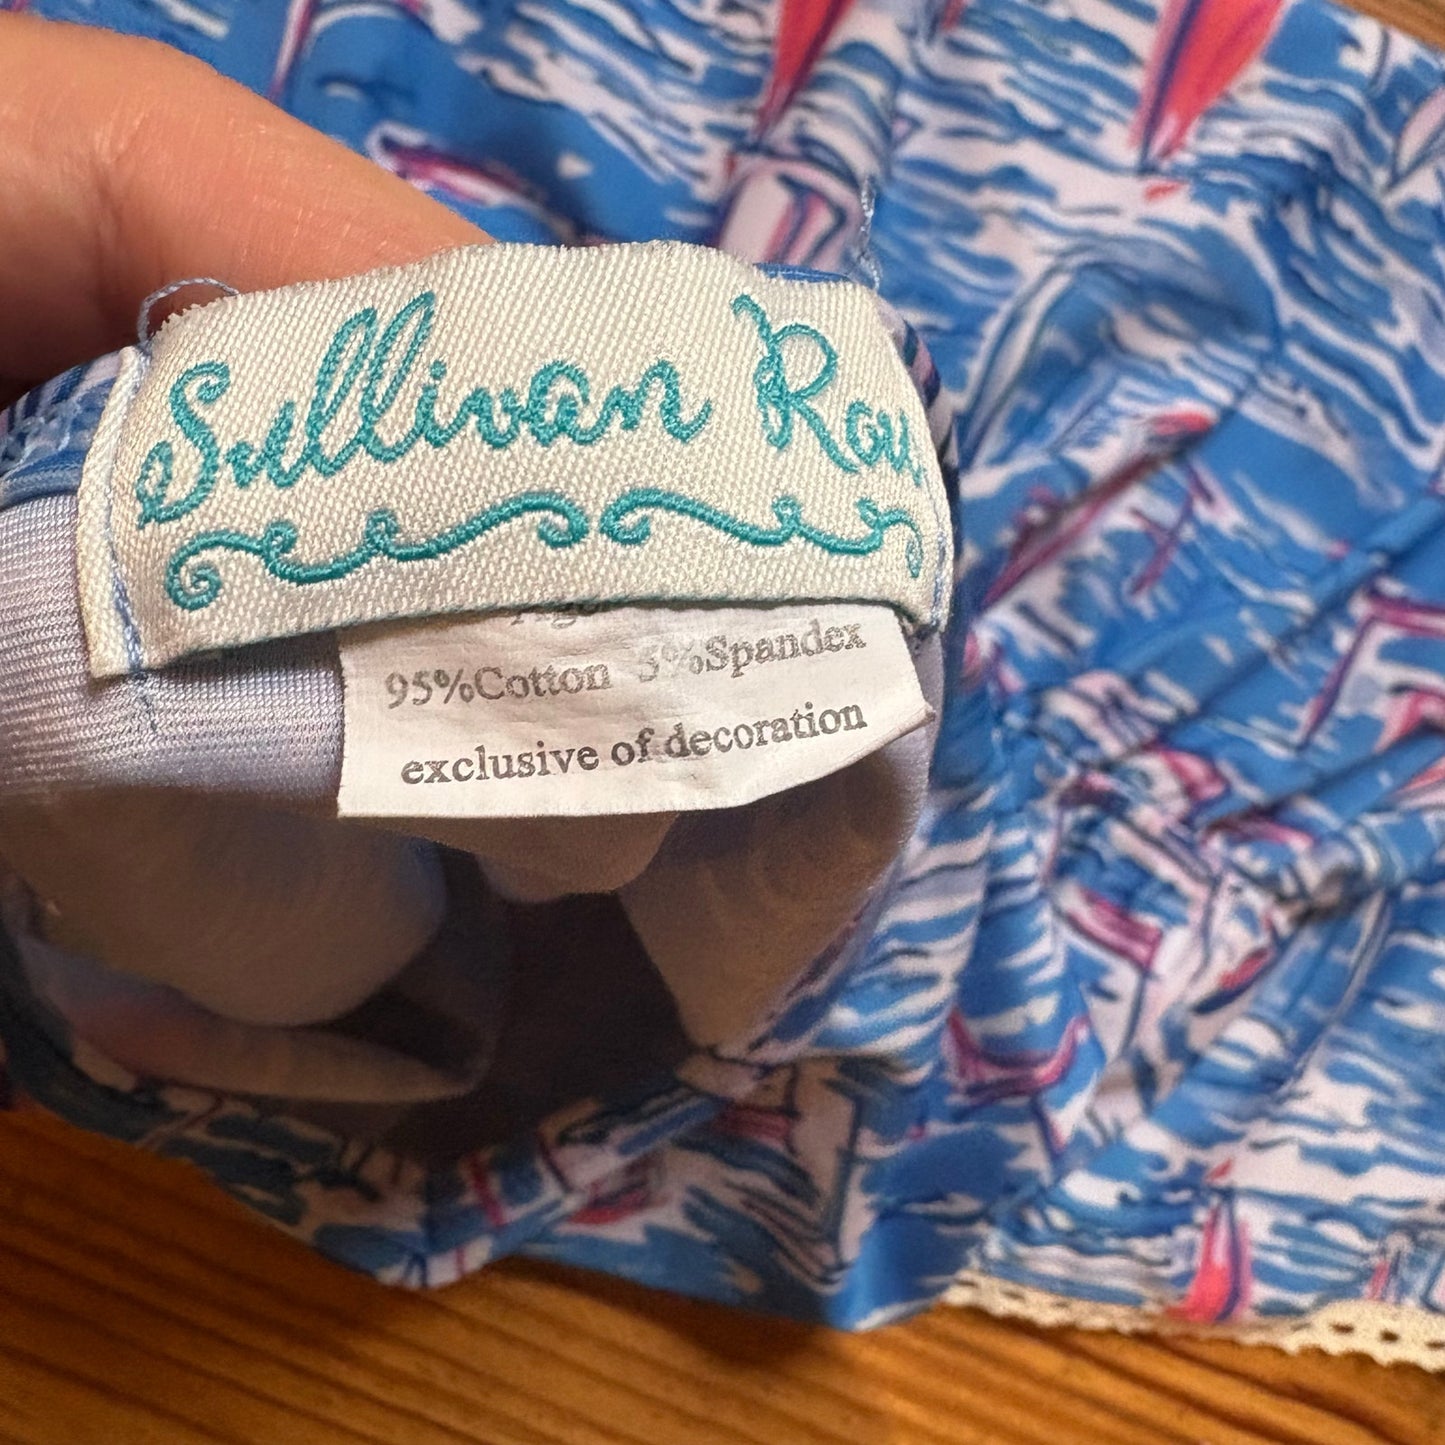 Sullivan Rou
95%Cotton 5%Spandex
exclusive of decoration